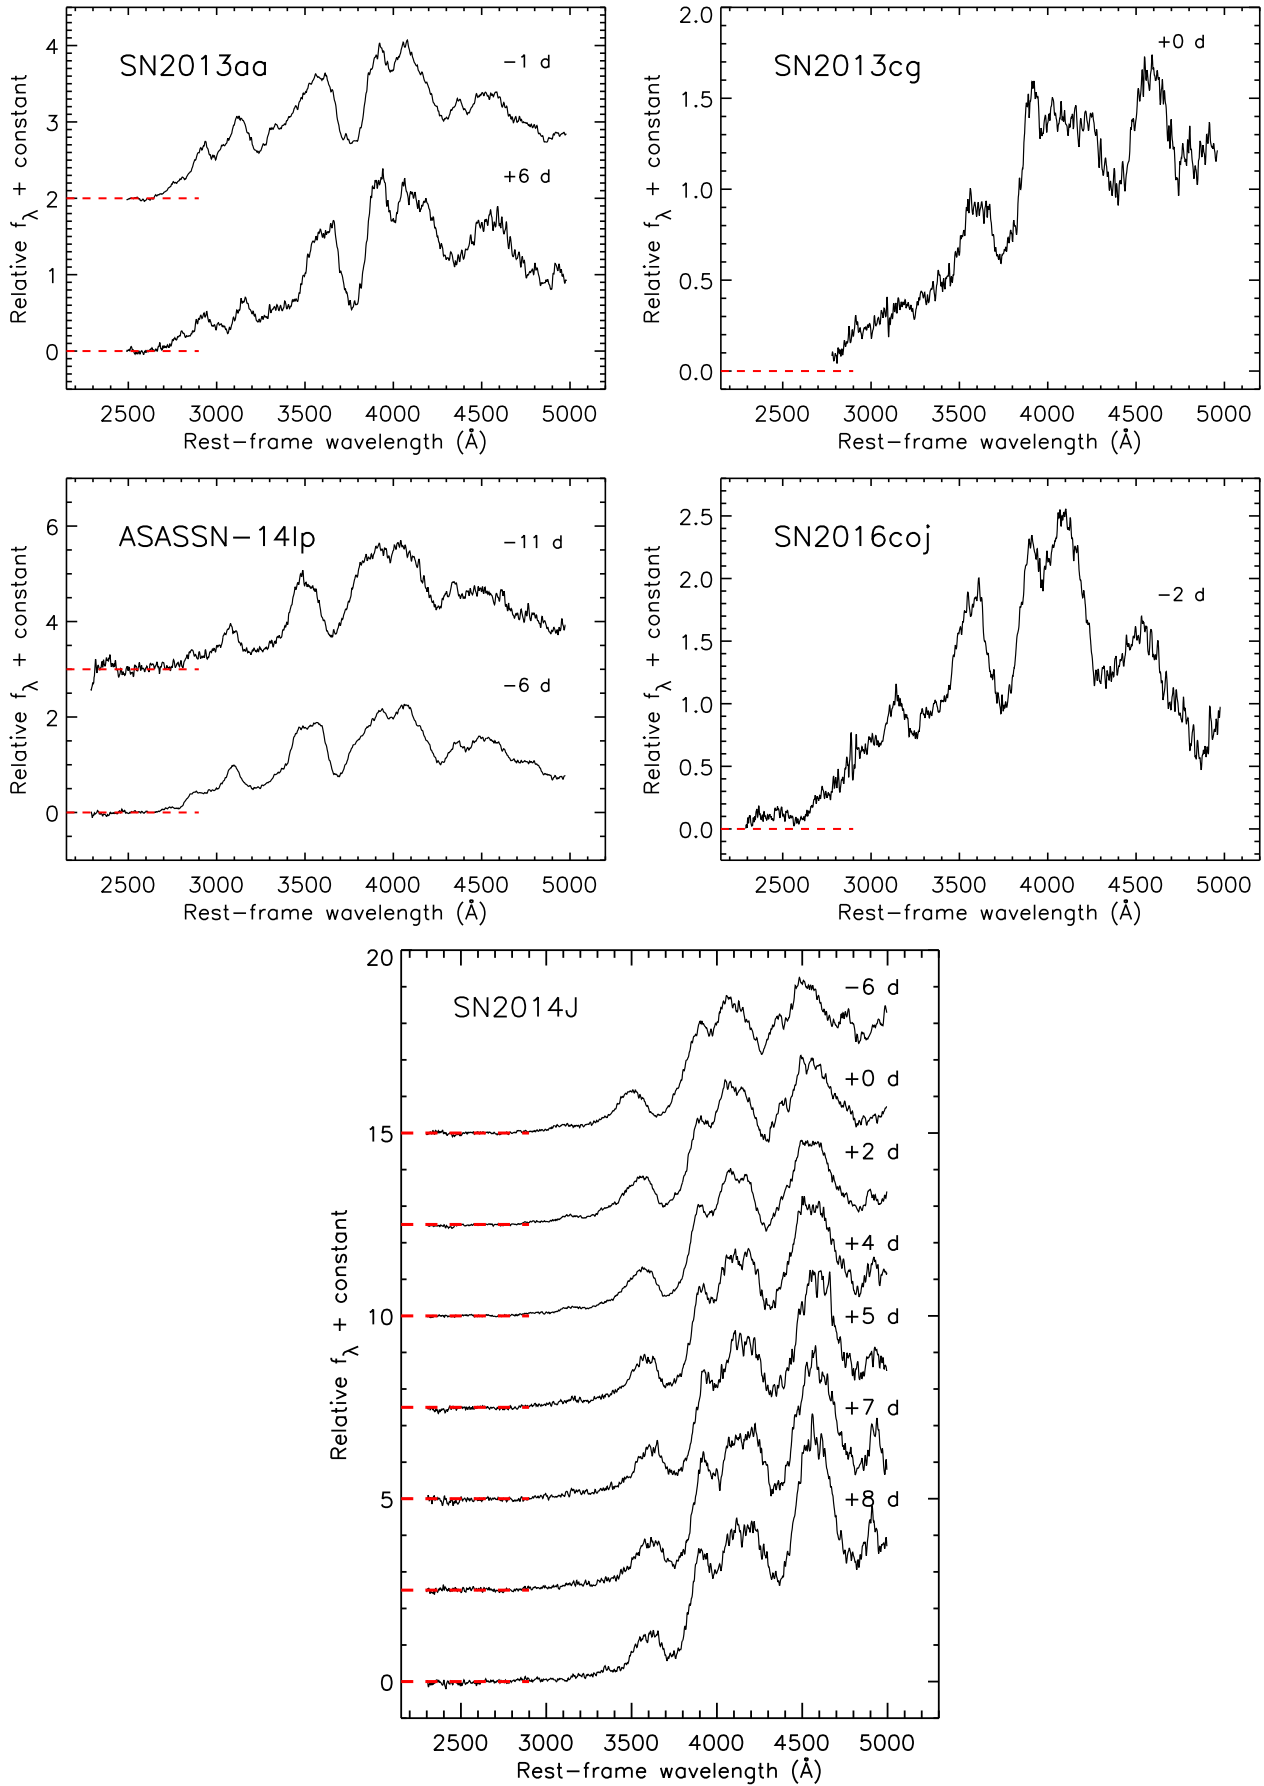 SN2013aa
−1 d
+6 d
4
3
2
1
0
Relative fλ + constant
2500 3000 3500 4000 4500 5000
Rest−frame wavelength (Å)
SN2013cg
+0 d
2.0
1.5
1.0
0.5
0.0
Relative fλ + constant
2500 3000 3500 4000 4500 5000
Rest−frame wavelength (Å)
ASASSN−14lp
−11 d
−6 d
6
4
2
0
Relative fλ + constant
2500 3000 3500 4000 4500 5000
Rest−frame wavelength (Å)
SN2016coj
−2 d
2.5
2.0
1.5
1.0
0.5
0.0
Relative fλ + constant
2500 3000 3500 4000 4500 5000
Rest−frame wavelength (Å)
SN2014J
−6 d
+0 d
+2 d
+4 d
+5 d
+7 d
+8 d
20
15
10
5
0
Relative fλ + constant
2500 3000 3500 4000 4500 5000
Rest−frame wavelength (Å)